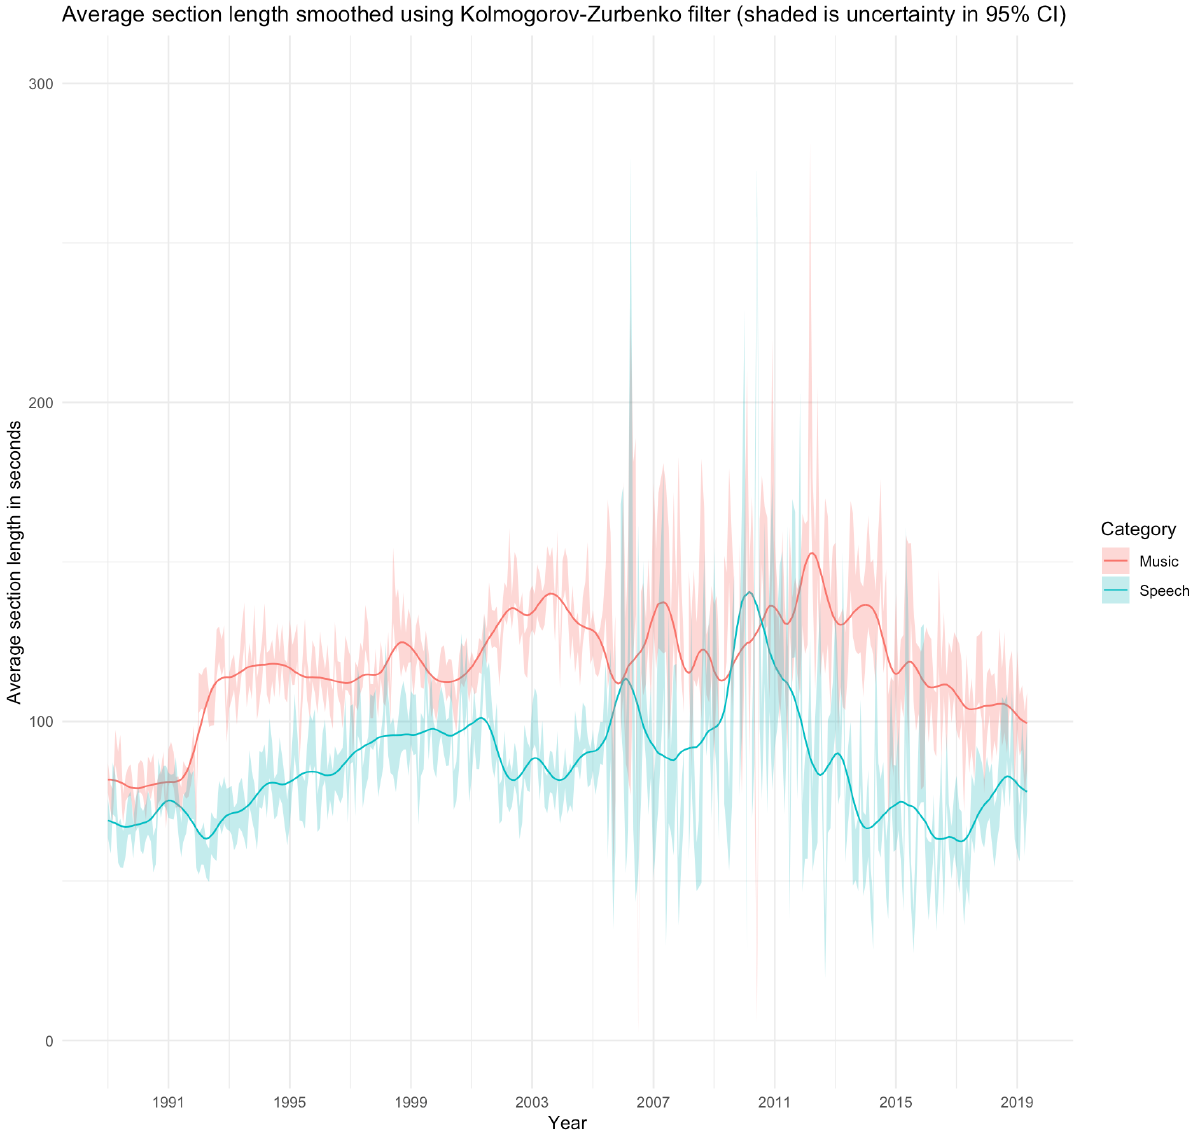 Average section length smoothed using Kolmogorov-Zurbenko filter (shaded is uncertainty in 95% CI)
300
200
100
0
Average section length in seconds
1991 1995 1999 2003 2007 2011 2015 2019
Year
Category
Music
Speech